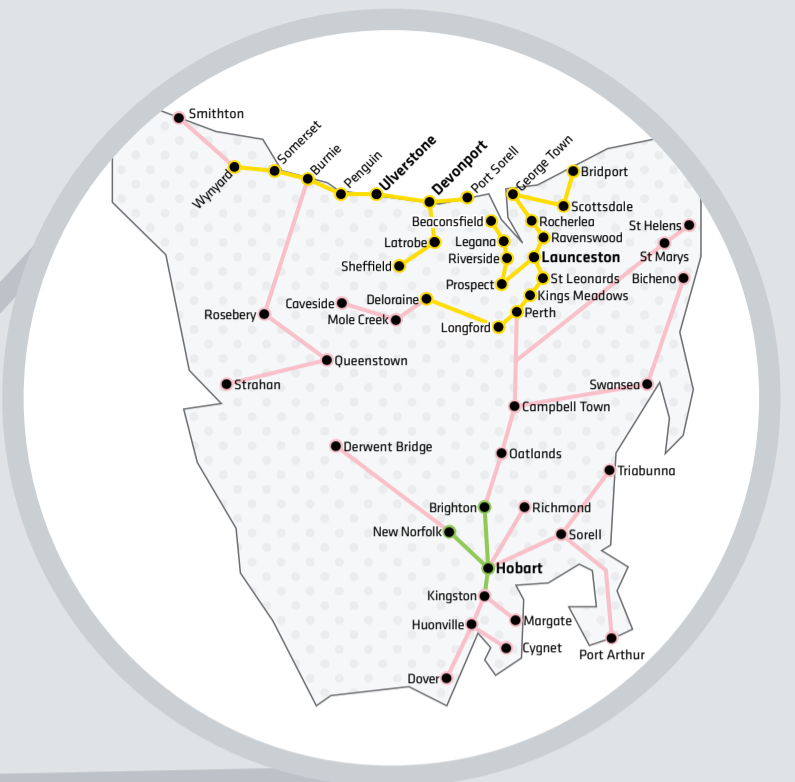 Smithton
Somerset
Burnie
Penguin
Ulverstone
Devonport
Port Sorell
George Town
Bridport
Wynyard
Scottsdale
Beaconsfield
Rocherlea
St Helens
Latrobe
Legana
Ravenswood
Riverside
Launceston
St Marys
Sheffield
Prospect
St Leonards
Bicheno
Caveside
Deloraine
Kings Meadows
Rosebery
Mole Creek
Longford
Perth
Queenstown
Strahan
Swansea
Campbell Town
Derwent Bridge
Oatlands
Triabunna
Brighton
Richmond
New Norfolk
Sorell
Hobart
Kingston
Huonville
Margate
Cygnet
Port Arthur
Dover